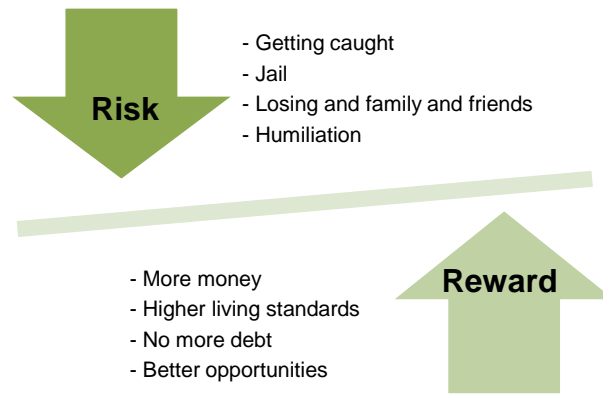 Risk
- Getting caught
- Jail
- Losing and family and friends
- Humiliation
- More money
- Higher living standards
- No more debt
- Better opportunities
Reward